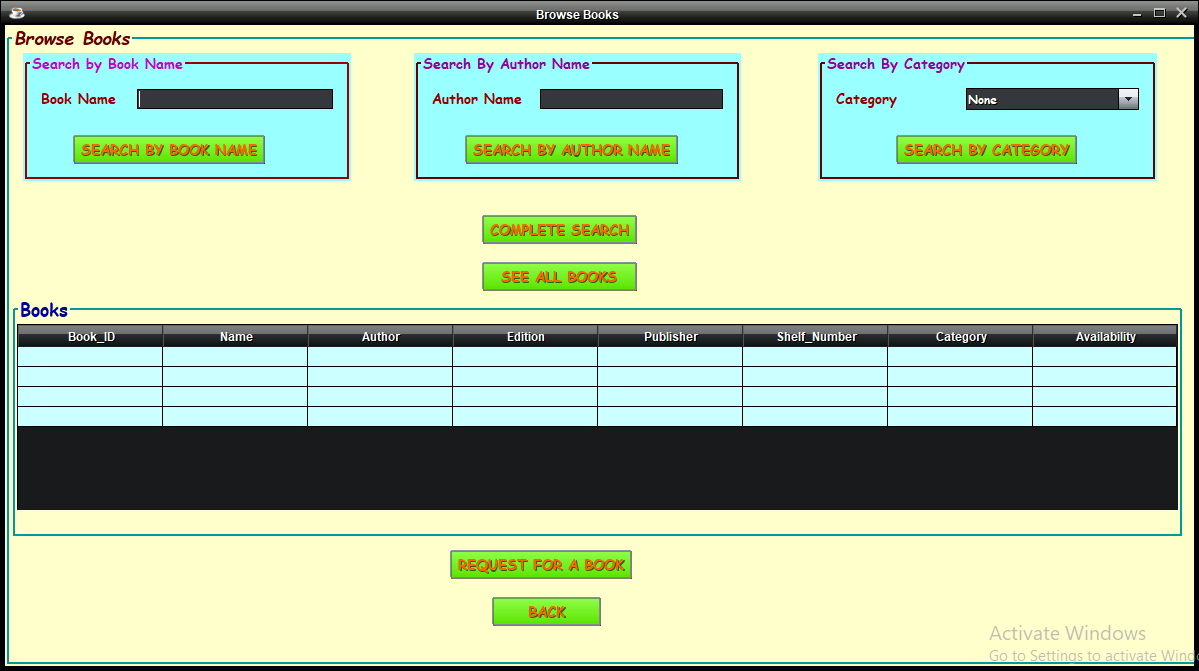 Browse Books
Browse Books
Search by Book Name
Book Name
SEARCH BY BOOK NAME
Search By Author Name
Author Name
SEARCH BY AUTHOR NAME
Search By Category
Category None
SEARCH BY CATEGORY
COMPLETE SEARCH
SEE ALL BOOKS
Books
Book_ID Name Author Edition Publisher Shelf_Number Category Availability
REQUEST FOR A BOOK
BACK
Activate Windows
Go to Settings to activate Wind